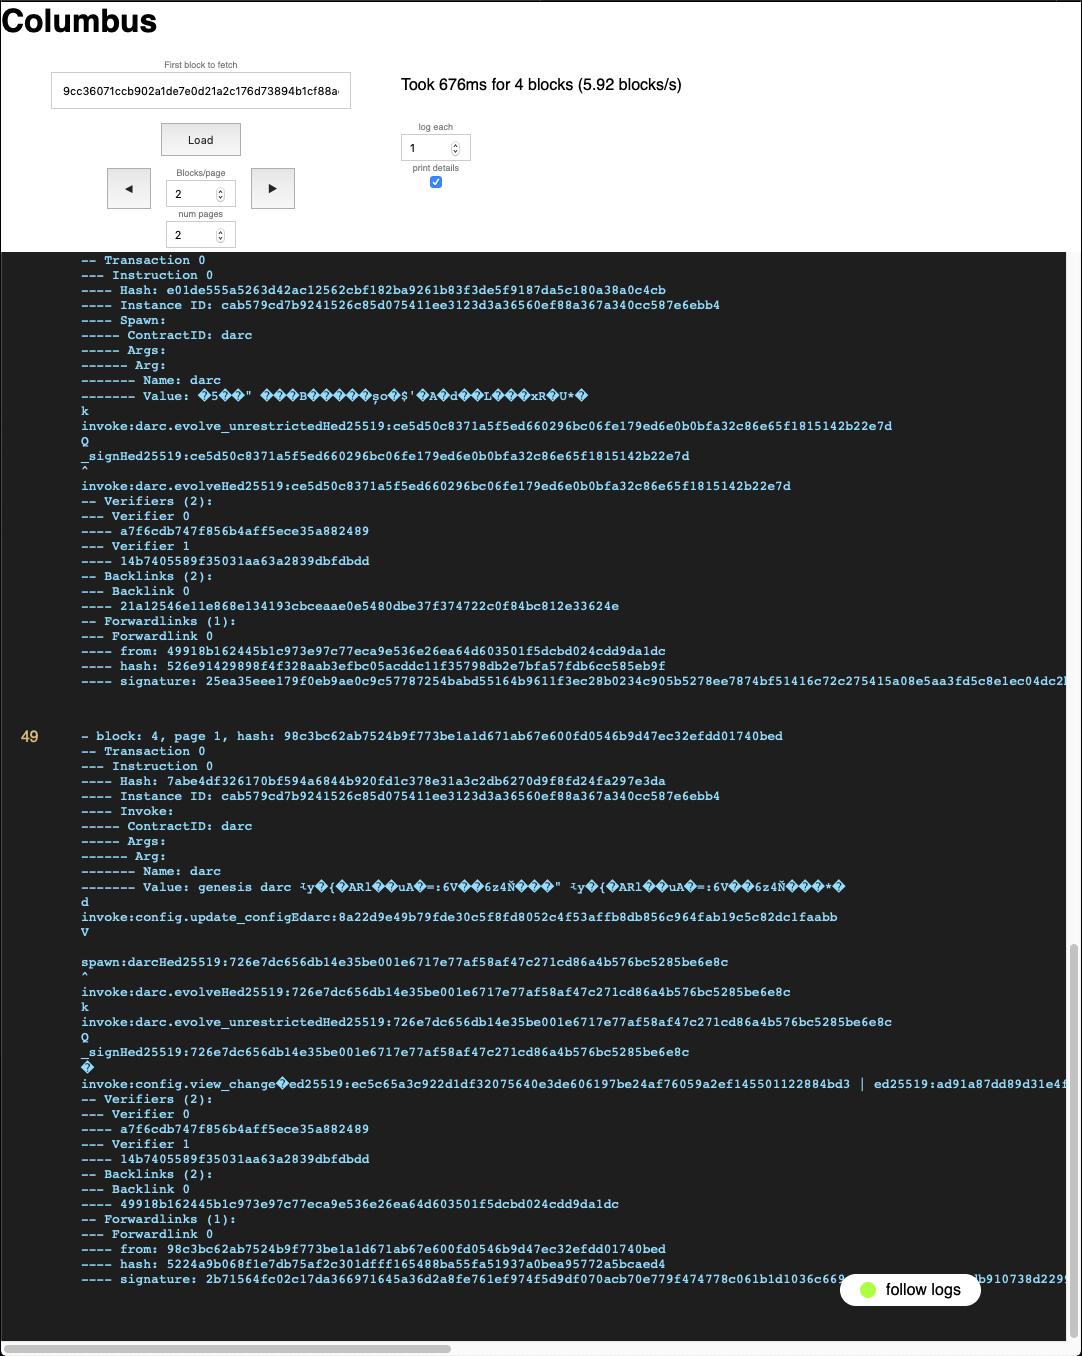 Columbus
First block to fetch
9cc36071ccb902a1de7e0d21a2c176d73894b1cf88a
Took 676ms for 4 blocks (5.92 blocks/s)
Load
log each
1
print details
◄
Blocks/page
2
►
num pages
2
-- Transaction 0
--- Instruction 0
---- Hash: e01de555a5263d42ac12562cbf182ba9261b83f3de5f9187da5c180a38a0c4cb
---- Instance ID: cab579cd7b9241526c85d075411ee3123d3a36560ef88a367a340cc587e6ebb4
---- Spawn:
----- ContractID: darc
----- Args:
------ Arg:
------- Name: darc
------- Value: �5��" ���B�����șo�$'�A�d��L���xR�U*�
k
invoke:darc.evolve_unrestrictedHed25519:ce5d50c8371a5f5ed660296bc06fe179ed6e0b0bfa32c86e65f1815142b22e7d
Q
_signHed25519:ce5d50c8371a5f5ed660296bc06fe179ed6e0b0bfa32c86e65f1815142b22e7d
^
invoke:darc.evolveHed25519:ce5d50c8371a5f5ed660296bc06fe179ed6e0b0bfa32c86e65f1815142b22e7d
-- Verifiers (2):
--- Verifier 0
---- a7f6cdb747f856b4aff5ece35a882489
--- Verifier 1
---- 14b7405589f35031aa63a2839dbfdbdd
-- Backlinks (2):
--- Backlink 0
---- 21a12546e11e868e134193cbceaae0e5480dbe37f374722c0f84bc812e33624e
-- Forwardlinks (1):
--- Forwardlink 0
---- from: 49918b162445b1c973e97c77eca9e536e26ea64d603501f5dcbd024cdd9da1dc
---- hash: 526e91429898f4f328aab3efbc05acddc11f35798db2e7bfa57fdb6cc585eb9f
---- signature: 25ea35eee179f0eb9ae0c9c57787254babd55164b9611f3ec28b0234c905b5278ee7874bf51416c72c275415a08e5aa3fd5c8e1ec04dc2
49 - block: 4, page 1, hash: 98c3bc62ab7524b9f773be1a1d671ab67e600fd0546b9d47ec32efdd01740bed
-- Transaction 0
--- Instruction 0
---- Hash: 7abe4df326170bf594a6844b920fd1c378e31a3c2db6270d9f8fd24fa297e3da
---- Instance ID: cab579cd7b9241526c85d075411ee3123d3a36560ef88a367a340cc587e6ebb4
---- Invoke:
----- ContractID: darc
----- Args:
------ Arg:
------- Name: darc
------- Value: genesis darc y�{�ARl��uA�=:6V��6z4Ñ���" y�{�ARl��uA�=:6V��6z4Ñ���*�
d
invoke:config.update_configEdarc:8a22d9e49b79fde30c5f8fd8052c4f53affb8db856c964fab19c5c82dc1faabb
V
spawn:darcHed25519:726e7dc656db14e35be001e6717e77af58af47c271cd86a4b576bc5285be6e8c
^
invoke:darc.evolveHed25519:726e7dc656db14e35be001e6717e77af58af47c271cd86a4b576bc5285be6e8c
k
invoke:darc.evolve_unrestrictedHed25519:726e7dc656db14e35be001e6717e77af58af47c271cd86a4b576bc5285be6e8c
Q
_signHed25519:726e7dc656db14e35be001e6717e77af58af47c271cd86a4b576bc5285be6e8c
�
invoke:config.view_change�ed25519:ec5c65a3c922d1df32075640e3de606197be24af76059a2ef145501122884bd3 | ed25519:ad91a87dd89d31e4f
-- Verifiers (2):
--- Verifier 0
---- a7f6cdb747f856b4aff5ece35a882489
--- Verifier 1
---- 14b7405589f35031aa63a2839dbfdbdd
-- Backlinks (2):
--- Backlink 0
---- 49918b162445b1c973e97c77eca9e536e26ea64d603501f5dcbd024cdd9da1dc
-- Forwardlinks (1):
--- Forwardlink 0
---- from: 98c3bc62ab7524b9f773be1a1d671ab67e600fd0546b9d47ec32efdd01740bed
---- hash: 5224a9b068f1e7db75af2c301dfff165488ba55fa51937a0bea95772a5bcaed4
---- signature: 2b71564fc02c17da366971645a36d2a8fe761ef974f5d9df070acb70e779f474778c061b1d1036c669 b910738d229
follow logs